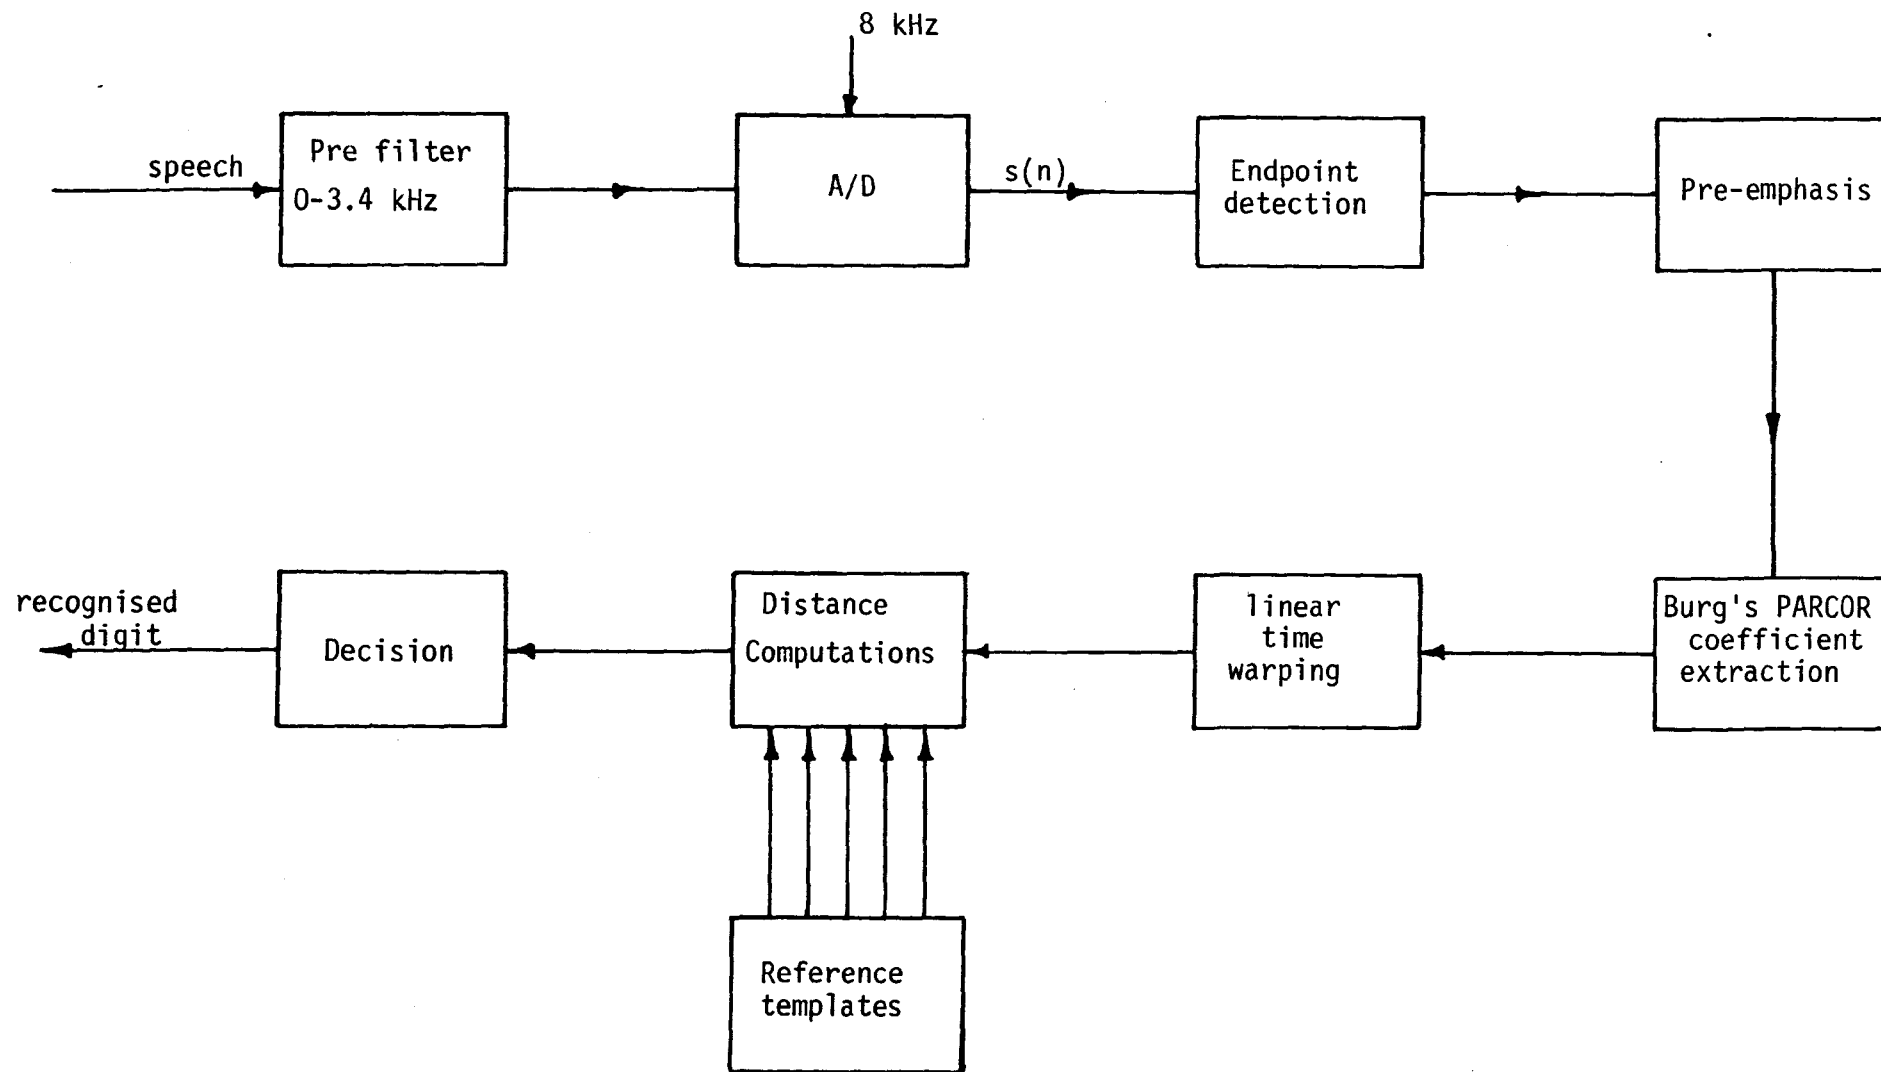 8 kHz
speech
Pre filter
0-3.4 kHz
A/D
s(n)
Endpoint
detection
Pre-emphasis
recognised
digit
Decision
Distance
Computations
linear
time
warping
Burg's PARCOR
coefficient
extraction
Reference
templates